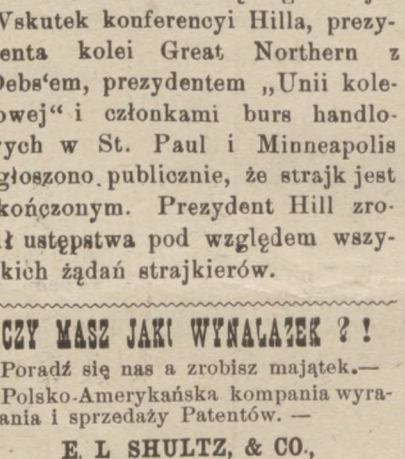 Wskutek konferencyi Hilla, prezy-
enta kolei Great Northern z
Debs'em, prezydentem „Unii kole-
owej“ i członkami burs handlo-
ych w St. Paul i Minneapolis
głoszono publicznie, że strajk jest
kończonym. Prezydent Hill zro-
ł ustępstwa pod względem wszy-
kich żądań strajkierów.
CZY MASZ JAKI WYNALAZEK ? !
Poradź się nas a zrobisz majątek.—
Polsko-Amerykańska kompania wyra-
ania i sprzedaży Patentów. —
E. L SHULTZ, & CO.,